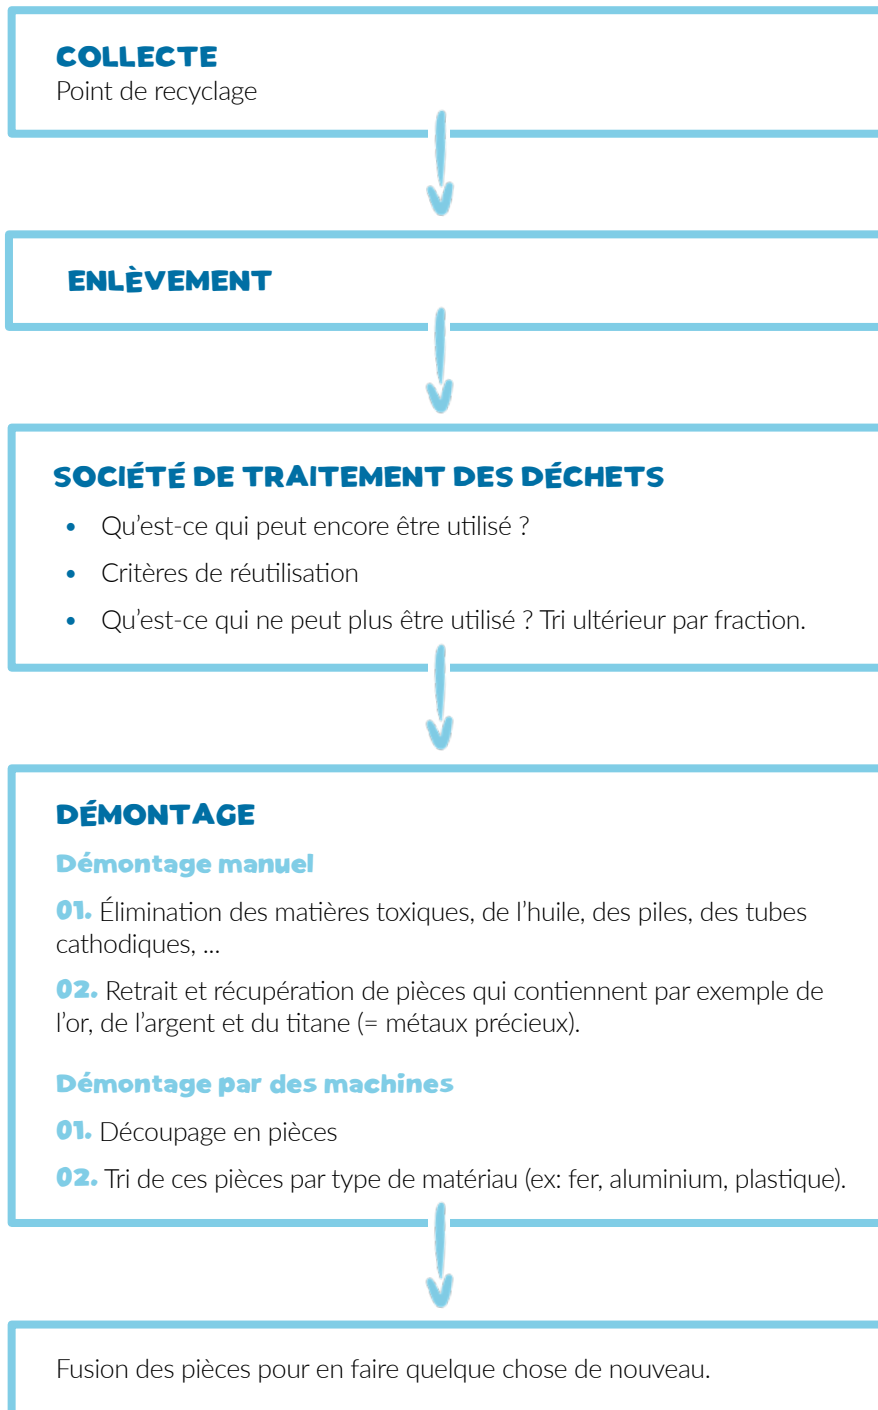 COLLECTE
Point de recyclage
ENLÈVEMENT
SOCIÉTÉ DE TRAITEMENT DES DÉCHETS
• Qu’est-ce qui peut encore être utilisé ?
• Critères de réutilisation
• Qu’est-ce qui ne peut plus être utilisé ? Tri ultérieur par fraction.
DÉMONTAGE
Démontage manuel
01. Élimination des matières toxiques, de l’huile, des piles, des tubes
cathodiques, ...
02. Retrait et récupération de pièces qui contiennent par exemple de
l’or, de l’argent et du titane (= métaux précieux).
Démontage par des machines
01. Découpage en pièces
02. Tri de ces pièces par type de matériau (ex: fer, aluminium, plastique).
Fusion des pièces pour en faire quelque chose de nouveau.